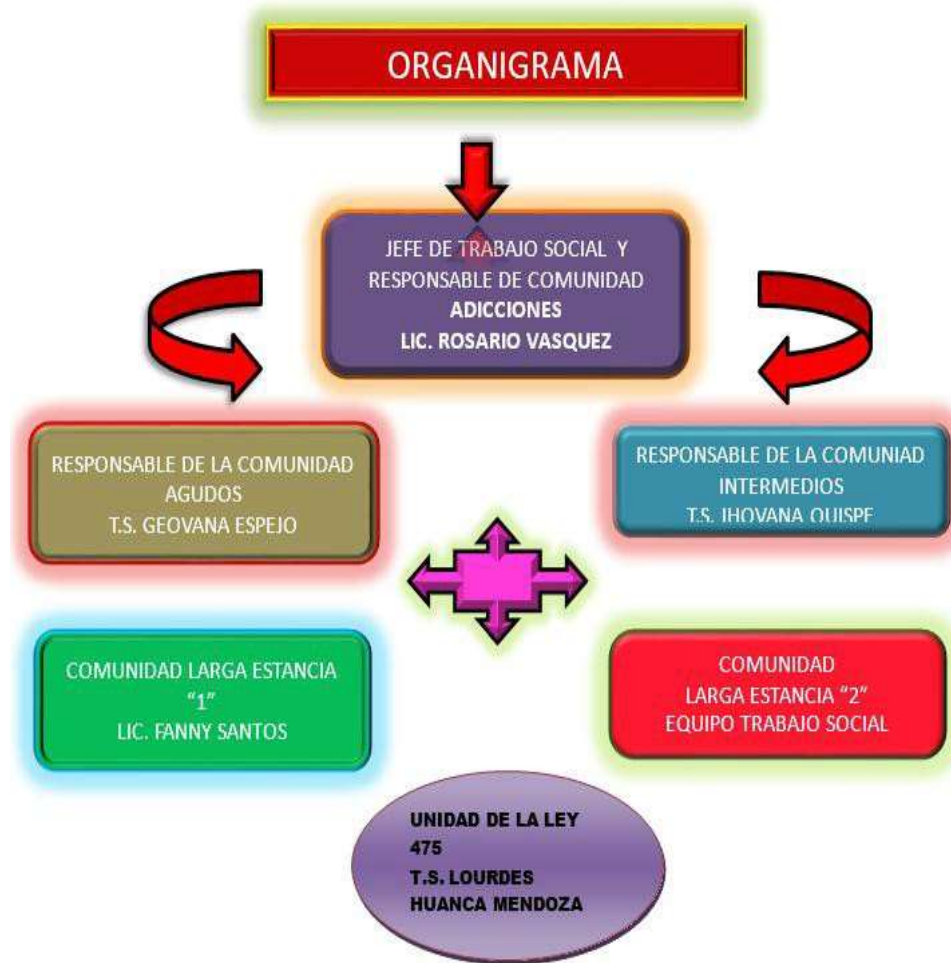 ORGANIGRAMA
JEFE DE TRABAJO SOCIAL Y
RESPONSABLE DE COMUNIDAD
ADICCIONES
LIC. ROSARIO VASQUEZ
RESPONSABLE DE LA COMUNIDAD
AGUDOS
T.S. GEOVANA ESPEJO
RESPONSABLE DE LA COMUNIAD
INTERMEDIOS
T.S. JHOVANA QUISPE
COMUNIDAD LARGA ESTANCIA
"1"
LIC. FANNY SANTOS
COMUNIDAD
LARGA ESTANCIA "2"
EQUIPO TRABAJO SOCIAL
UNIDAD DE LA LEY
475
T.S. LOURDES
HUANCA MENDOZA